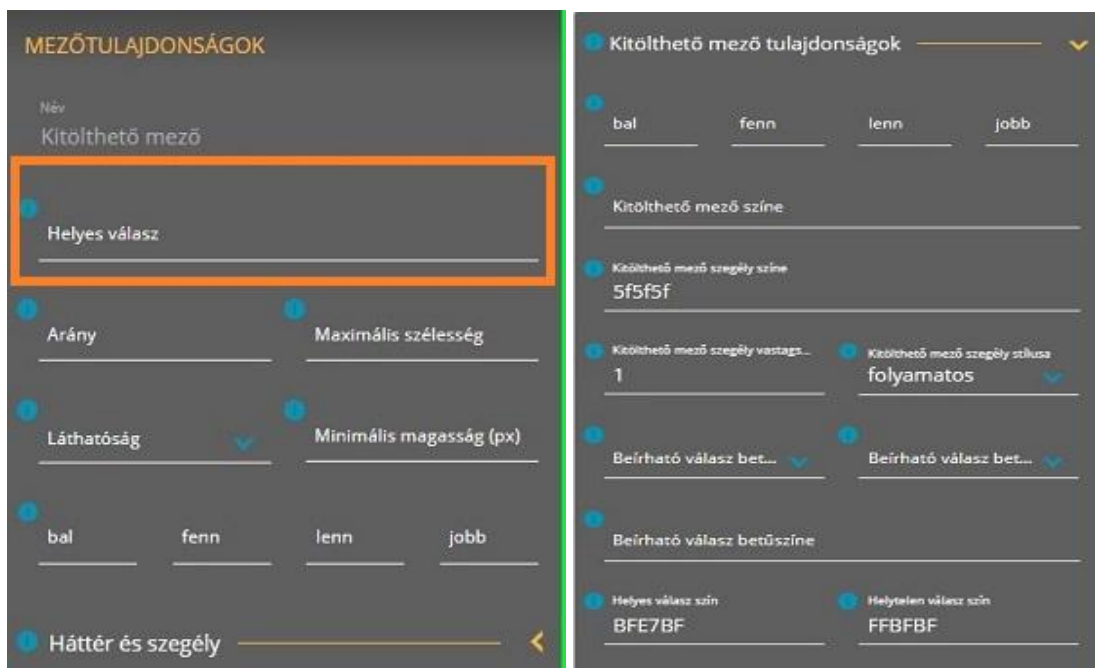 MEZŐTULAJDONSÁGOK
Név
Kitölthető mező
Helyes válasz
Arány
Maximális szélesség
Láthatóság
Minimális magasság (px)
bal fenn lenn jobb
Háttér és szegély
Kitölthető mező tulajdonságok
bal fenn lenn jobb
Kitölthető mező színe
Kitölthető mező szegély színe
5f5f5f
Kitölthető mező szegély vastags...
1
Kitölthető mező szegély stílusa
folyamatos
Beírható válasz bet...
Beírható válasz bet...
Beírható válasz betűszíne
Helyes válasz szín
BFE7BF
Helytelen válasz szín
FFBFBF